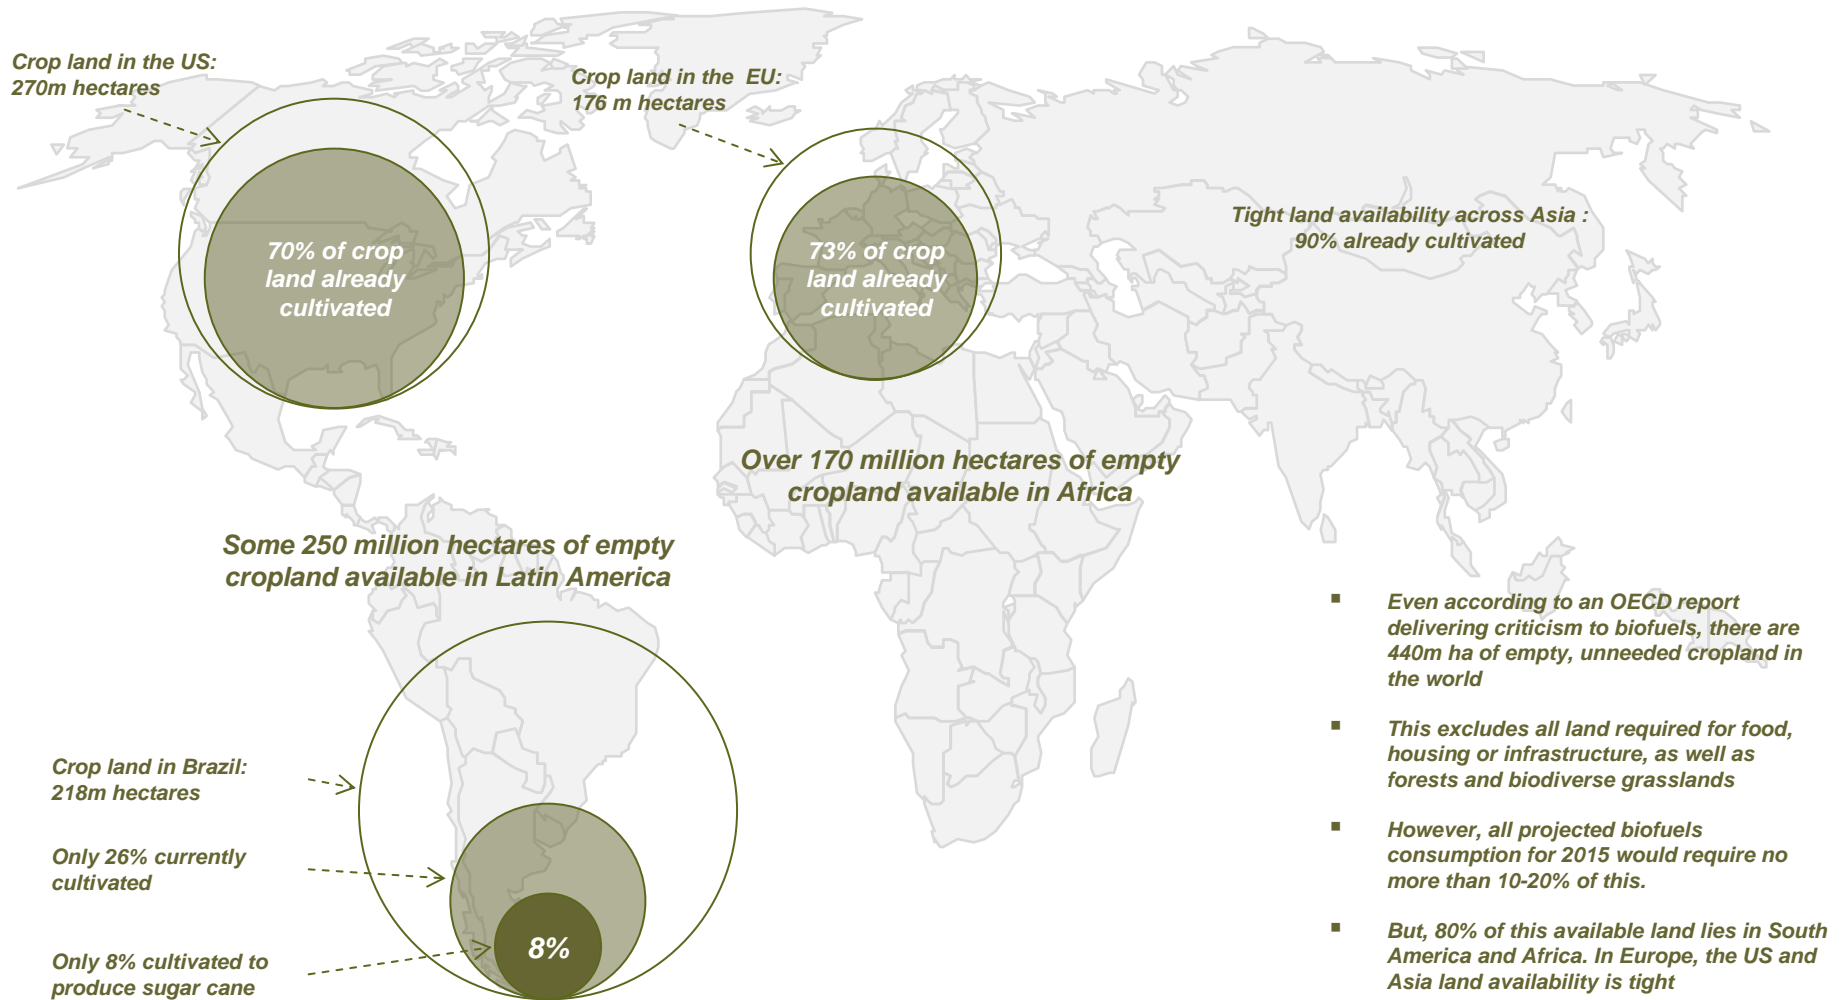 Crop land in the US:
270m hectares
Crop land in the EU:
176 m hectares
70% of crop
land already
cultivated
73% of crop
land already
cultivated
Tight land availability across Asia :
90% already cultivated
Over 170 million hectares of empty
cropland available in Africa
Some 250 million hectares of empty
cropland available in Latin America
Crop land in Brazil:
218m hectares
Only 26% currently
cultivated
Only 8% cultivated to
produce sugar cane
8%
▪ Even according to an OECD report
delivering criticism to biofuels, there are
440m ha of empty, unneeded cropland in
the world
▪ This excludes all land required for food,
housing or infrastructure, as well as
forests and biodiverse grasslands
▪ However, all projected biofuels
consumption for 2015 would require no
more than 10-20% of this.
▪ But, 80% of this available land lies in South
America and Africa. In Europe, the US and
Asia land availability is tight